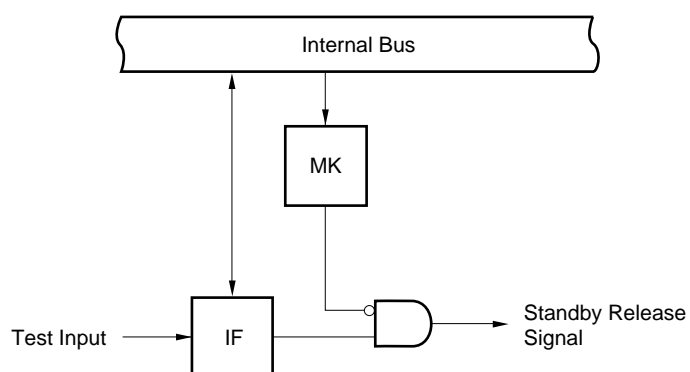 Internal Bus
MK
Test Input
IF
Standby Release
Signal